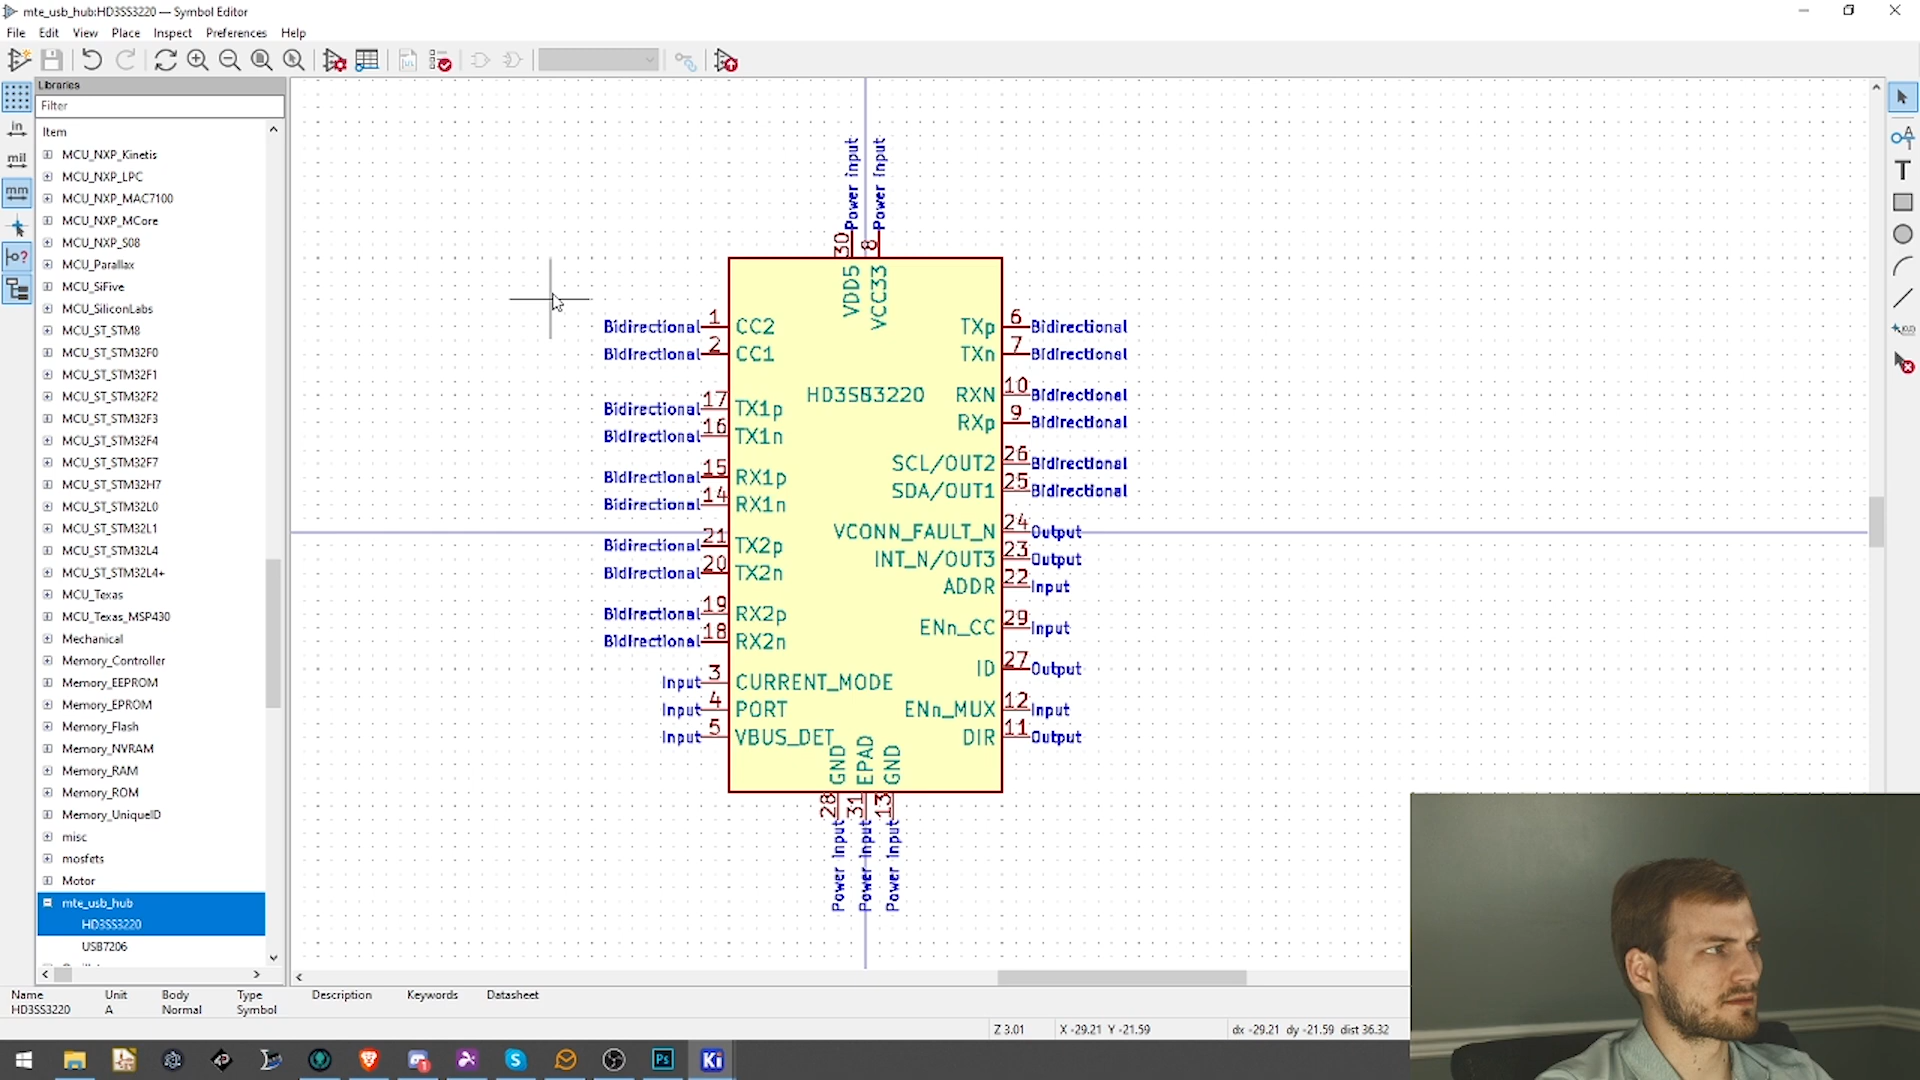 mte_usb_hub:HD3SS3220 — Symbol Editor
File Edit View Place Inspect Preferences Help
Libraries
Filter
Item
in
mil
mm
MCU_NXP_Kinetis
MCU_NXP_LPC
MCU_NXP_MAC7100
MCU_NXP_MCore
MCU_NXP_S08
MCU_Parallax
MCU_SiFive
MCU_SiliconLabs
MCU_ST_STM8
MCU_ST_STM32F0
MCU_ST_STM32F1
MCU_ST_STM32F2
MCU_ST_STM32F3
MCU_ST_STM32F4
MCU_ST_STM32F7
MCU_ST_STM32H7
MCU_ST_STM32L0
MCU_ST_STM32L1
MCU_ST_STM32L4
MCU_ST_STM32L4+
MCU_Texas
MCU_Texas_MSP430
Mechanical
Memory_Controller
Memory_EEPROM
Memory_EPROM
Memory_Flash
Memory_NVRAM
Memory_RAM
Memory_ROM
Memory_UniqueID
misc
mosfets
Motor
mte_usb_hub
HD3SS3220
USB7206
Power input Power input
30 8
VDD5 VCC33
Bidirectional 1 CC2 TXp 6 Bidirectional
Bidirectional 2 CC1 TXn 7 Bidirectional
HD3SS3220 RXN 10 Bidirectional
Bidirectional 17 TX1p RXp 9 Bidirectional
Bidirectional 16 TX1n
SCL/OUT2 26 Bidirectional
Bidirectional 15 RX1p
SDA/OUT1 25 Bidirectional
Bidirectional 14 RX1n
VCONN_FAULT_N 24 Output
Bidirectional 21 TX2p
INT_N/OUT3 23 Output
Bidirectional 20 TX2n
ADDR 22 Input
Bidirectional 19 RX2p
ENn_CC 29 Input
Bidirectional 18 RX2n
ID 27 Output
Input 3 CURRENT_MODE
Input 4 PORT ENn_MUX 12 Input
Input 5 VBUS_DET DIR 11 Output
GND EPAD GND
28 31 13
Power input Power input Power input
Name Unit Body Type Description Keywords Datasheet
HD3SS3220 A Normal Symbol
Z 3.01 X -29.21 Y -21.59 dx -29.21 dy -21.59 dist 36.32
Ps
Ki